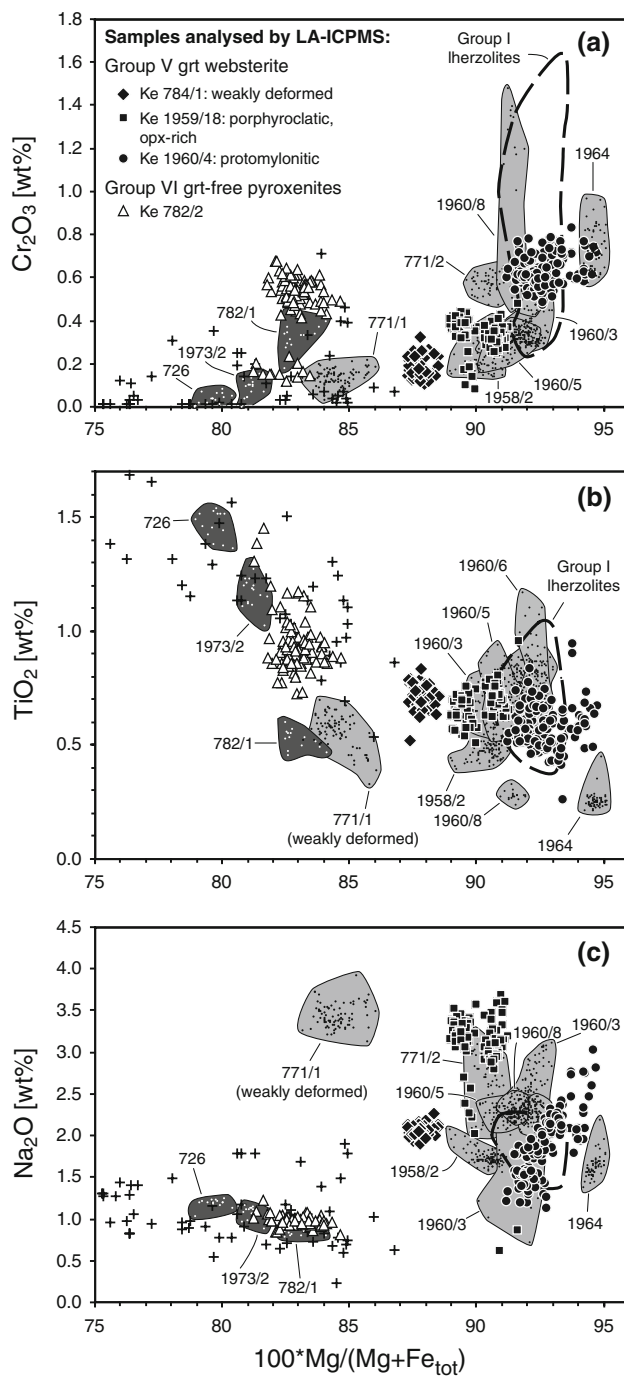 (a)
Samples analysed by LA-ICPMS:
Group V grt websterite
Ke 784/1: weakly deformed
Ke 1959/18: porphyroclatic,
opx-rich
Ke 1960/4: protomylonitic
Group VI grt-free pyroxenites
Ke 782/2
Group I
lherzolites
1964
1960/8
771/2
782/1
1973/2
726
771/1
1960/3
1960/5
1958/2
Cr₂O₃ [wt%]
1.8
1.6
1.4
1.2
1.0
0.8
0.6
0.4
0.2
0.0
75 80 85 90 95
(b)
726
1973/2
782/1
771/1
(weakly deformed)
1960/6
1960/5
1960/3
Group I
lherzolites
1958/2
1960/8
1964
TiO₂ [wt%]
1.5
1.0
0.5
0.0
75 80 85 90 95
(c)
771/1
(weakly deformed)
726
1973/2
782/1
1960/3
1960/8
771/2
1960/5
1958/2
1960/3
1964
Na₂O [wt%]
4.5
4.0
3.5
3.0
2.5
2.0
1.5
1.0
0.5
0.0
75 80 85 90 95
100*Mg/(Mg+Fe_tot)